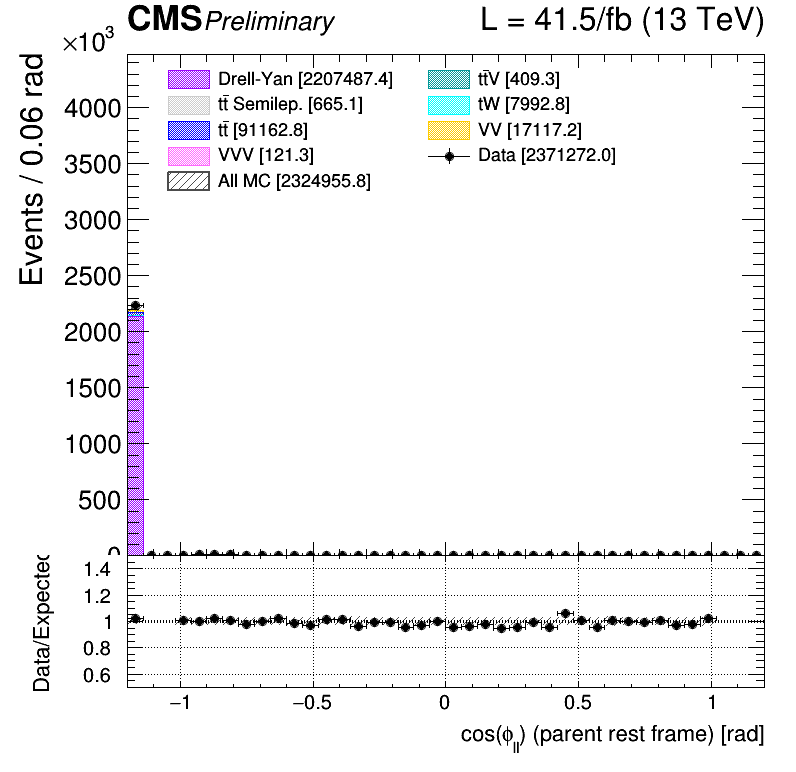 CMS Preliminary L = 41.5/fb (13 TeV)
×10³
Events / 0.06 rad
Drell-Yan [2207487.4]
tt̄ Semilep. [665.1]
tt̄ [91162.8]
VVV [121.3]
All MC [2324955.8]
tt̄V [409.3]
tW [7992.8]
VV [17117.2]
Data [2371272.0]
4000
3500
3000
2500
2000
1500
1000
500
0
Data/Expected
1.4
1.2
1
0.8
0.6
−1 −0.5 0 0.5 1
cos(ϕ_ll) (parent rest frame) [rad]